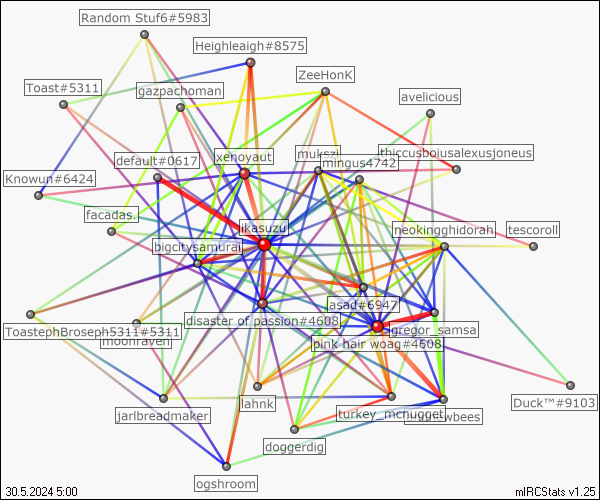 Random Stuf6#5983
Heighleaigh#8575
ZeeHonK
Toast#5311
gazpachoman
avelicious
default#0617
xenoyaut
mukszi
mingus4742
thiccusboiusalexusjoneus
Knowun#6424
facadas.
ikasuzu
neokingghidorah
tescoroll
bigcitysamurai
asad#6947
ToastephBroseph5311#5311
disaster of passion#4608
gregor_samsa
moonraven
pink hair woag#4608
jarlbreadmaker
lahnk
turkey_mcnugget
wbees
Duck™#9103
doggerdig
ogshroom
30.5.2024 5:00
mIRCStats v1.25